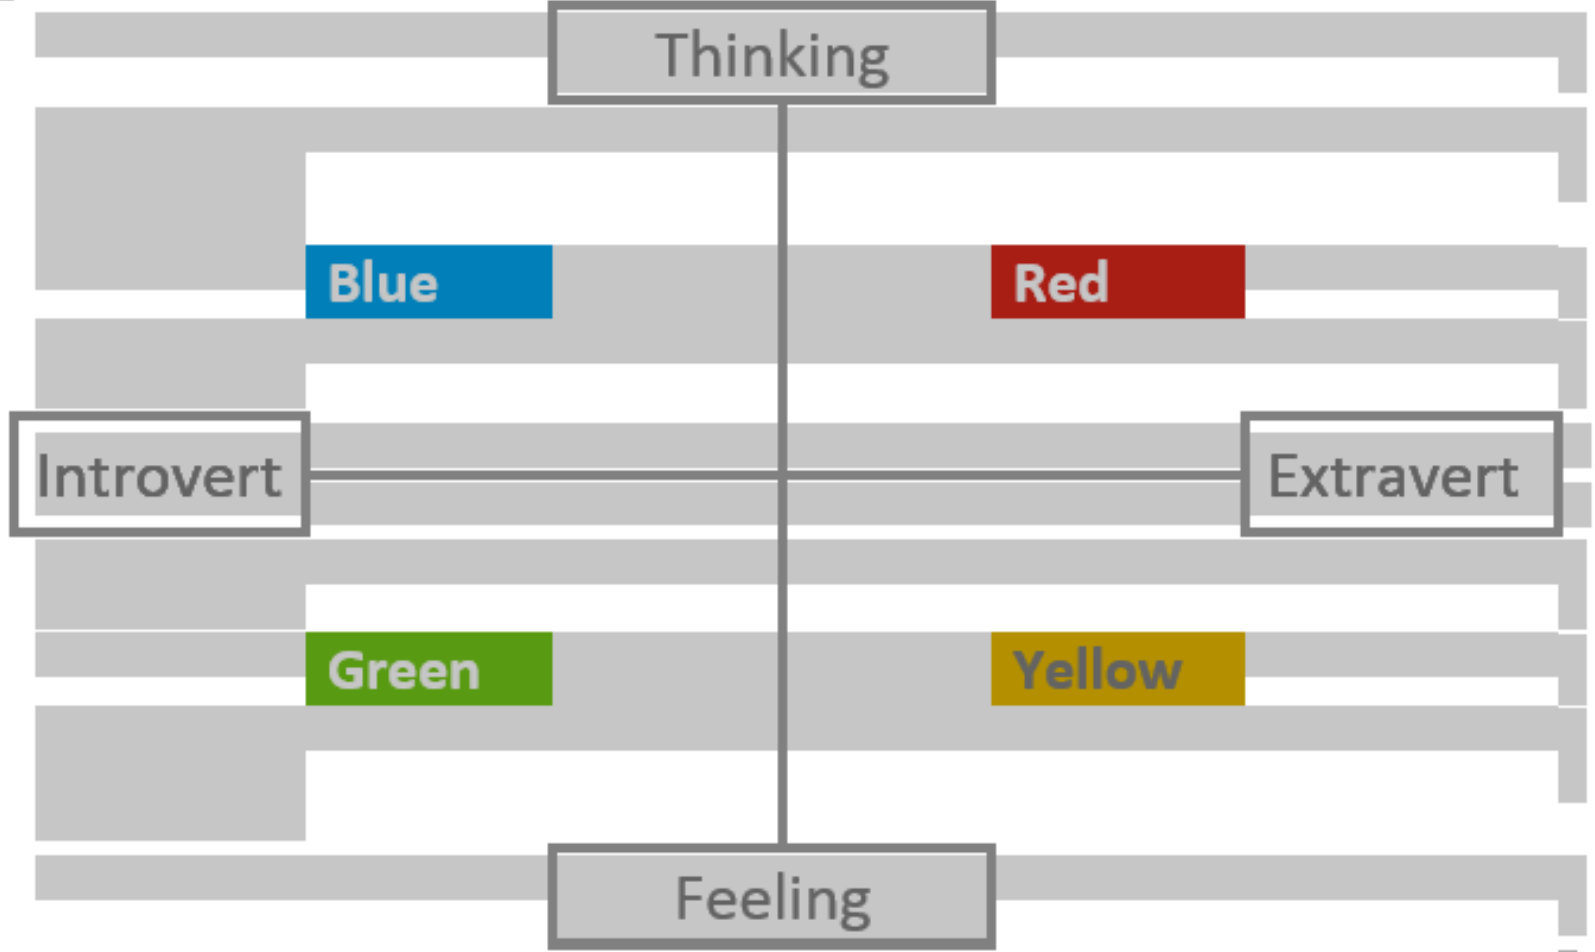 Thinking
Blue
Red
Introvert
Extravert
Green
Yellow
Feeling